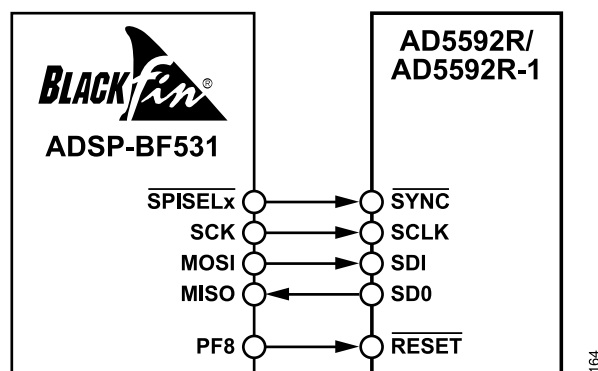 BLACKfin®
ADSP-BF531
AD5592R/
AD5592R-1
SPISELx
SYNC
SCK
SCLK
MOSI
SDI
MISO
SD0
PF8
RESET
164